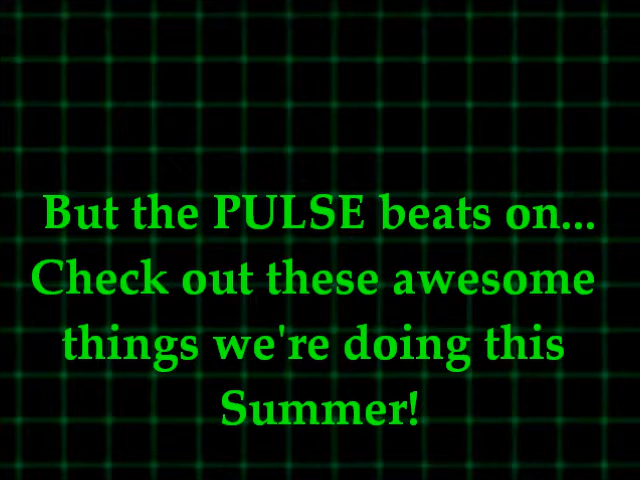 But the PULSE beats on...
Check out these awesome
things we're doing this
Summer!